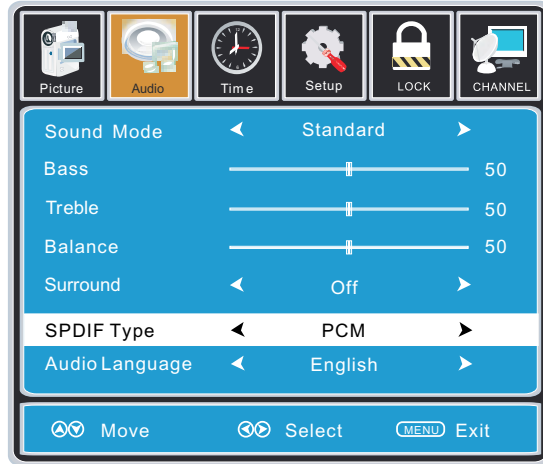 Picture Audio Time Setup LOCK CHANNEL
Sound Mode Standard
Bass 50
Treble 50
Balance 50
Surround Off
SPDIF Type PCM
Audio Language English
Move Select MENU Exit